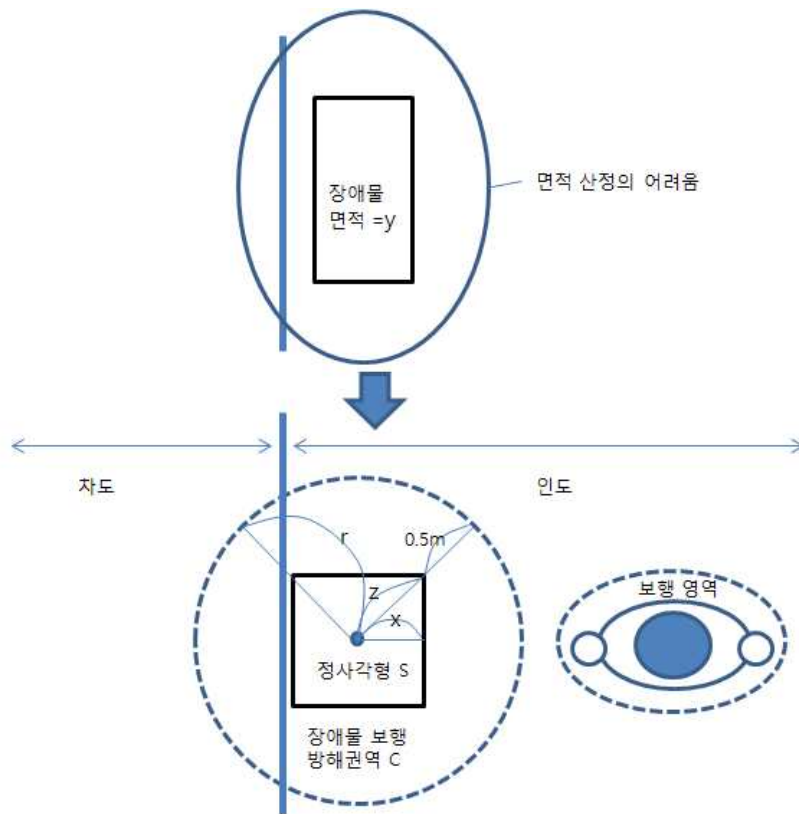 장애물
면적 =y
면적 산정의 어려움
차도
인도
r
0.5m
z
x
정사각형 S
보행 영역
장애물 보행
방해권역 C